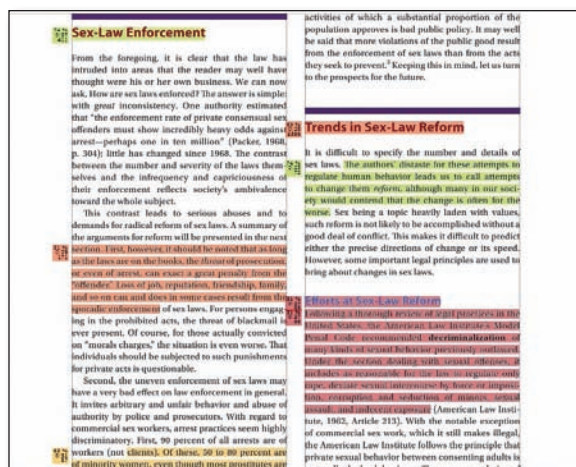 Sex-Law Enforcement
From the foregoing, it is clear that the law has
intruded into areas that the reader may well have
thought were his or her own business. We can now
ask, How are sex laws enforced? The answer is simple:
with great inconsistency. One authority estimated
that "the enforcement rate of private consensual sex
offenders must show incredibly heavy odds against
arrest—perhaps one in ten million" (Packer, 1968,
p. 304); little has changed since 1968. The contrast
between the number and severity of the laws them-
selves and the infrequency and capriciousness of
their enforcement reflects society's ambivalence
toward the whole subject.
This contrast leads to serious abuses and to
demands for radical reform of sex laws. A summary of
the arguments for reform will be presented in the next
section. First, however, it should be noted that as long
as the laws are on the books, the threat of prosecution,
or even of arrest, can exact a great penalty from the
"offender." Loss of job, reputation, friendship, family,
and so on can and does in some cases result from the
sporadic enforcement of sex laws. For persons engag-
ing in the prohibited acts, the threat of blackmail is
ever present. Of course, for those actually convicted
on "morals charges," the situation is even worse. That
individuals should be subjected to such punishments
for private acts is questionable.
Second, the uneven enforcement of sex laws may
have a very bad effect on law enforcement in general.
It invites arbitrary and unfair behavior and abuse of
authority by police and prosecutors. With regard to
commercial sex workers, arrest practices seem highly
discriminatory. First, 90 percent of all arrests are of
workers (not clients). Of these, 50 to 80 percent are
of minority women, even though most prostitutes are
activities of which a substantial proportion of the
population approves is bad public policy. It may well
be said that more violations of the public good result
from the enforcement of sex laws than from the acts
they seek to prevent.³ Keeping this in mind, let us turn
to the prospects for the future.
Trends in Sex-Law Reform
It is difficult to specify the number and details of
sex laws. The authors' distaste for these attempts to
regulate human behavior leads us to call attempts
to change them reform, although many in our soci-
ety would contend that the change is often for the
worse. Sex being a topic heavily laden with values,
such reform is not likely to be accomplished without a
good deal of conflict. This makes it difficult to predict
either the precise directions of change or its speed.
However, some important legal principles are used to
bring about changes in sex laws.
Efforts at Sex-Law Reform
Following a thorough review of legal practices in the
United States, the American Law Institute's Model
Penal Code recommended decriminalization of
many kinds of sexual behavior previously outlined.
Under the section dealing with sexual offenses, it
includes as reasonable for the law to regulate only
rape, deviate sexual intercourse by force or imposi-
tion, corruption and seduction of minors, sexual
assault, and indecent exposure (American Law Insti-
tute, 1962, Article 213). With the notable exception
of commercial sex work, which it still makes illegal,
the American Law Institute follows the principle that
private sexual behavior between consenting adults is